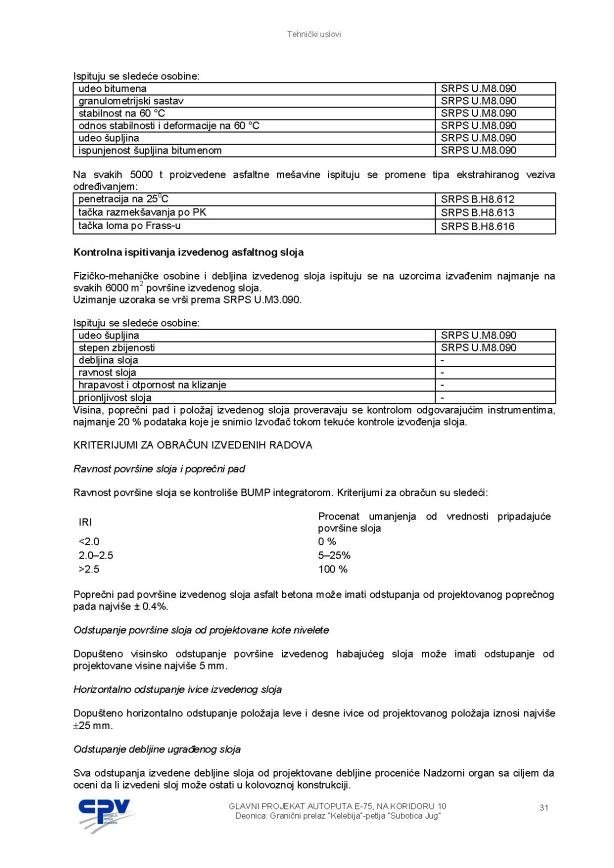 Tehnički uslovi
Ispituju se sledeće osobine:
udeo bitumena SRPS U.M8.090
granulometrijski sastav SRPS U.M8.090
stabilnost na 60 °C SRPS U.M8.090
odnos stabilnosti i deformacije na 60 °C SRPS U.M8.090
udeo šupljina SRPS U.M8.090
ispunjenost šupljina bitumenom SRPS U.M8.090
Na svakih 5000 t proizvedene asfaltne mešavine ispituju se promene tipa ekstrahiranog veziva
određivanjem:
penetracija na 25°C SRPS B.H8.612
tačka razmekšavanja po PK SRPS B.H8.613
tačka loma po Frass-u SRPS B.H8.616
Kontrolna ispitivanja izvedenog asfaltnog sloja
Fizičko-mehaničke osobine i debljina izvedenog sloja ispituju se na uzorcima izvađenim najmanje na
svakih 6000 m² površine izvedenog sloja.
Uzimanje uzoraka se vrši prema SRPS U.M3.090.
Ispituju se sledeće osobine:
udeo šupljina SRPS U.M8.090
stepen zbijenosti SRPS U.M8.090
debljina sloja -
ravnost sloja -
hrapavost i otpornost na klizanje -
prionljivost sloja -
Visina, poprečni pad i položaj izvedenog sloja proveravaju se kontrolom odgovarajućim instrumentima,
najmanje 20 % podataka koje je snimio Izvođač tokom tekuće kontrole izvođenja sloja.
KRITERIJUMI ZA OBRAČUN IZVEDENIH RADOVA
Ravnost površine sloja i poprečni pad
Ravnost površine sloja se kontroliše BUMP integratorom. Kriterijumi za obračun su sledeći:
IRI Procenat umanjenja od vrednosti pripadajuće
površine sloja
<2.0 0 %
2.0–2.5 5–25%
>2.5 100 %
Poprečni pad površine izvedenog sloja asfalt betona može imati odstupanja od projektovanog poprečnog
pada najviše ± 0.4%.
Odstupanje površine sloja od projektovane kote nivelete
Dopušteno visinsko odstupanje površine izvedenog habajućeg sloja može imati odstupanje od
projektovane visine najviše 5 mm.
Horizontalno odstupanje ivice izvedenog sloja
Dopušteno horizontalno odstupanje položaja leve i desne ivice od projektovanog položaja iznosi najviše
±25 mm.
Odstupanje debljine ugrađenog sloja
Sva odstupanja izvedene debljine sloja od projektovane debljine proceniće Nadzorni organ sa ciljem da
oceni da li izvedeni sloj može ostati u kolovoznoj konstrukciji.
CPV
GLAVNI PROJEKAT AUTOPUTA E-75, NA KORIDORU 10
Deonica: Granični prelaz "Kelebija"-petlja "Subotica Jug"
31